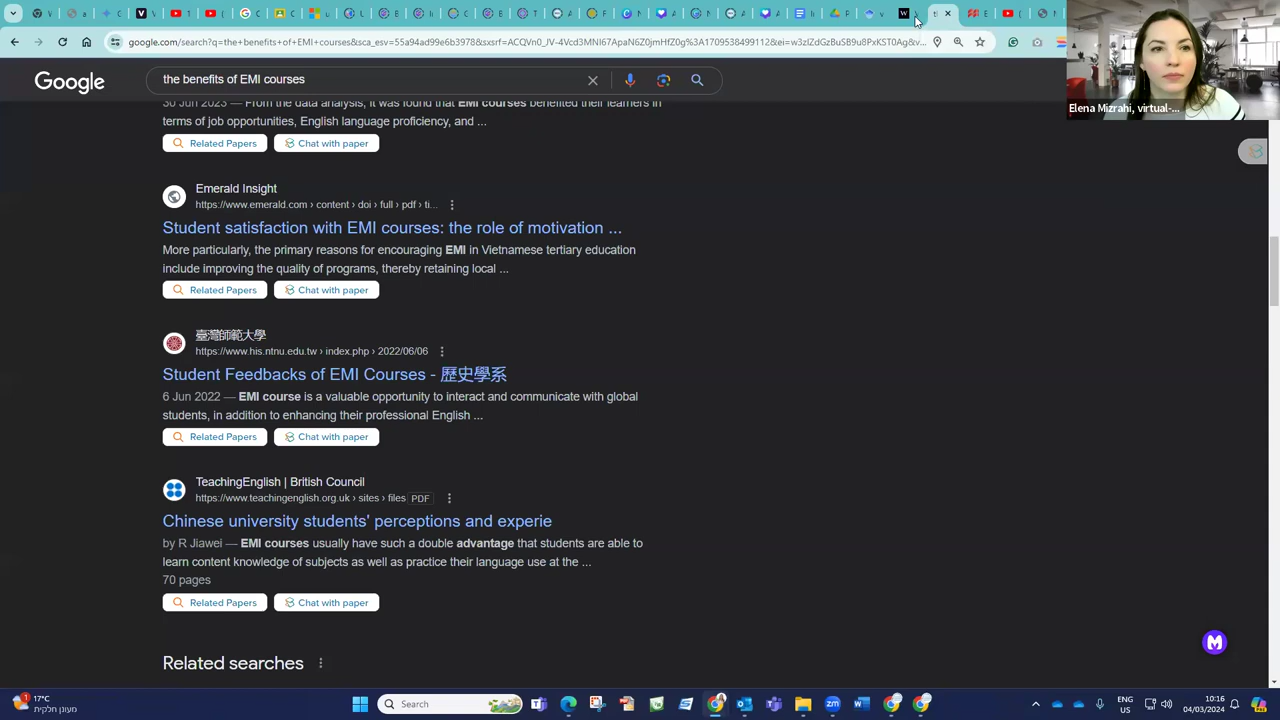 google.com/search?q=the+benefits+of+EMI+courses&sca_esv=55a94ad99e6b3978&sxsrf=ACQVn0_JV-4Vcd3MNI67ApaN6Z0jmHfZ0g%3A1709538499112&ei=w3zlZdGzBuSB9u8PxKST0Ag&v...
Google
the benefits of EMI courses
Elena Mizrahi, virtual-...
30 Jun 2023 — From the data analysis, it was found that EMI courses benefited their learners in
terms of job opportunities, English language proficiency, and ...
Related Papers Chat with paper
Emerald Insight
https://www.emerald.com › content › doi › full › pdf › ti...
Student satisfaction with EMI courses: the role of motivation ...
More particularly, the primary reasons for encouraging EMI in Vietnamese tertiary education
include improving the quality of programs, thereby retaining local ...
Related Papers Chat with paper
臺灣師範大學
https://www.his.ntnu.edu.tw › index.php › 2022/06/06
Student Feedbacks of EMI Courses - 歷史學系
6 Jun 2022 — EMI course is a valuable opportunity to interact and communicate with global
students, in addition to enhancing their professional English ...
Related Papers Chat with paper
TeachingEnglish | British Council
https://www.teachingenglish.org.uk › sites › files PDF
Chinese university students' perceptions and experie
by R Jiawei — EMI courses usually have such a double advantage that students are able to
learn content knowledge of subjects as well as practice their language use at the ...
70 pages
Related Papers Chat with paper
Related searches
1 17°C
מעונן חלקית
Search
ENG
US
10:16
04/03/2024